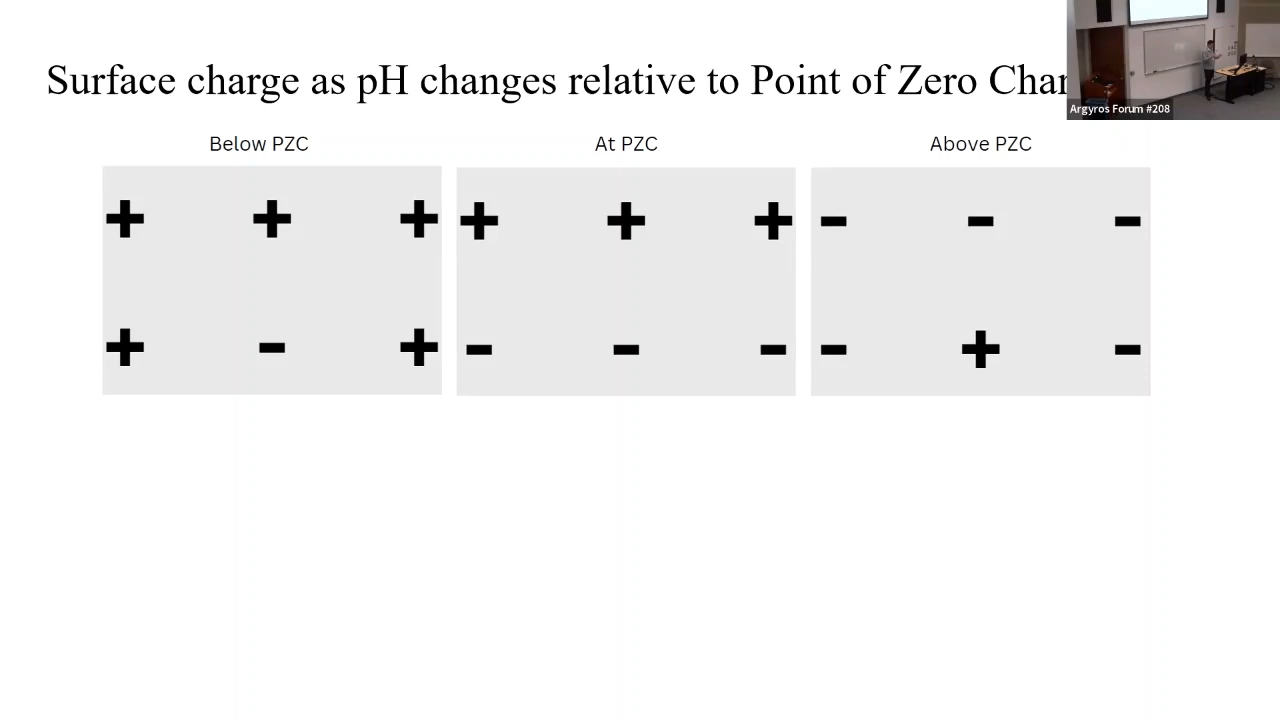 Surface charge as pH changes relative to Point of Zero Char
Argyros Forum #208
Below PZC
At PZC
Above PZC
+ + +
+ - +
+ + +
- - -
- - -
- + -